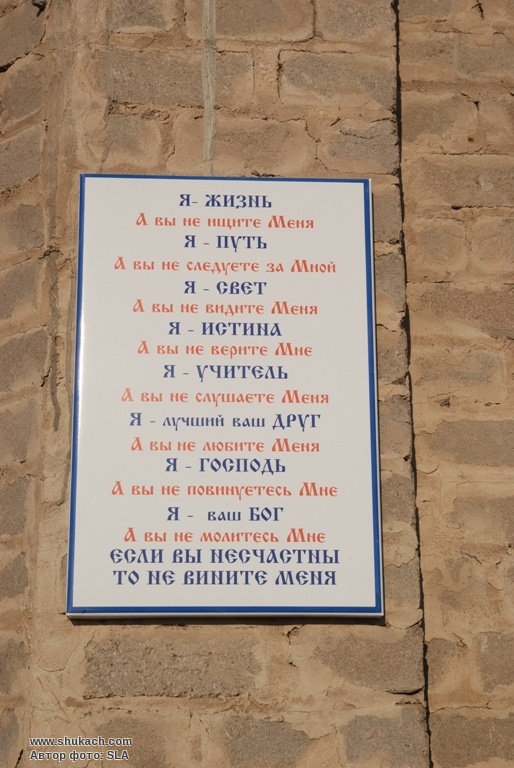 Я - ЖИЗНЬ
А вы не ищите Меня
Я - ПУТЬ
А вы не следуете за Мной
Я - СВЕТ
А вы не видите Меня
Я - ИСТИНА
А вы не верите Мне
Я - УЧИТЕЛЬ
А вы не слушаете Меня
Я - лучший ваш ДРУГ
А вы не любите Меня
Я - ГОСПОДЬ
А вы не повинуетесь Мне
Я - ваш БОГ
А вы не молитесь Мне
ЕСЛИ ВЫ НЕСЧАСТНЫ
ТО НЕ ВИНИТЕ МЕНЯ
www.shukach.com
Автор фото: SLA